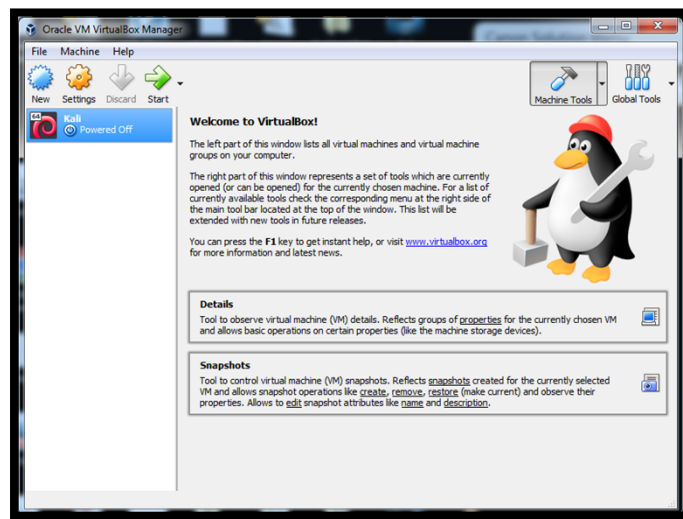 Oracle VM VirtualBox Manager
File Machine Help
New Settings Discard Start
Machine Tools Global Tools
64
Kali
Powered Off
Welcome to VirtualBox!
The left part of this window lists all virtual machines and virtual machine
groups on your computer.
The right part of this window represents a set of tools which are currently
opened (or can be opened) for the currently chosen machine. For a list of
currently available tools check the corresponding menu at the right side of
the main tool bar located at the top of the window. This list will be
extended with new tools in future releases.
You can press the F1 key to get instant help, or visit www.virtualbox.org
for more information and latest news.
Details
Tool to observe virtual machine (VM) details. Reflects groups of properties for the currently chosen VM
and allows basic operations on certain properties (like the machine storage devices).
Snapshots
Tool to control virtual machine (VM) snapshots. Reflects snapshots created for the currently selected
VM and allows snapshot operations like create, remove, restore (make current) and observe their
properties. Allows to edit snapshot attributes like name and description.